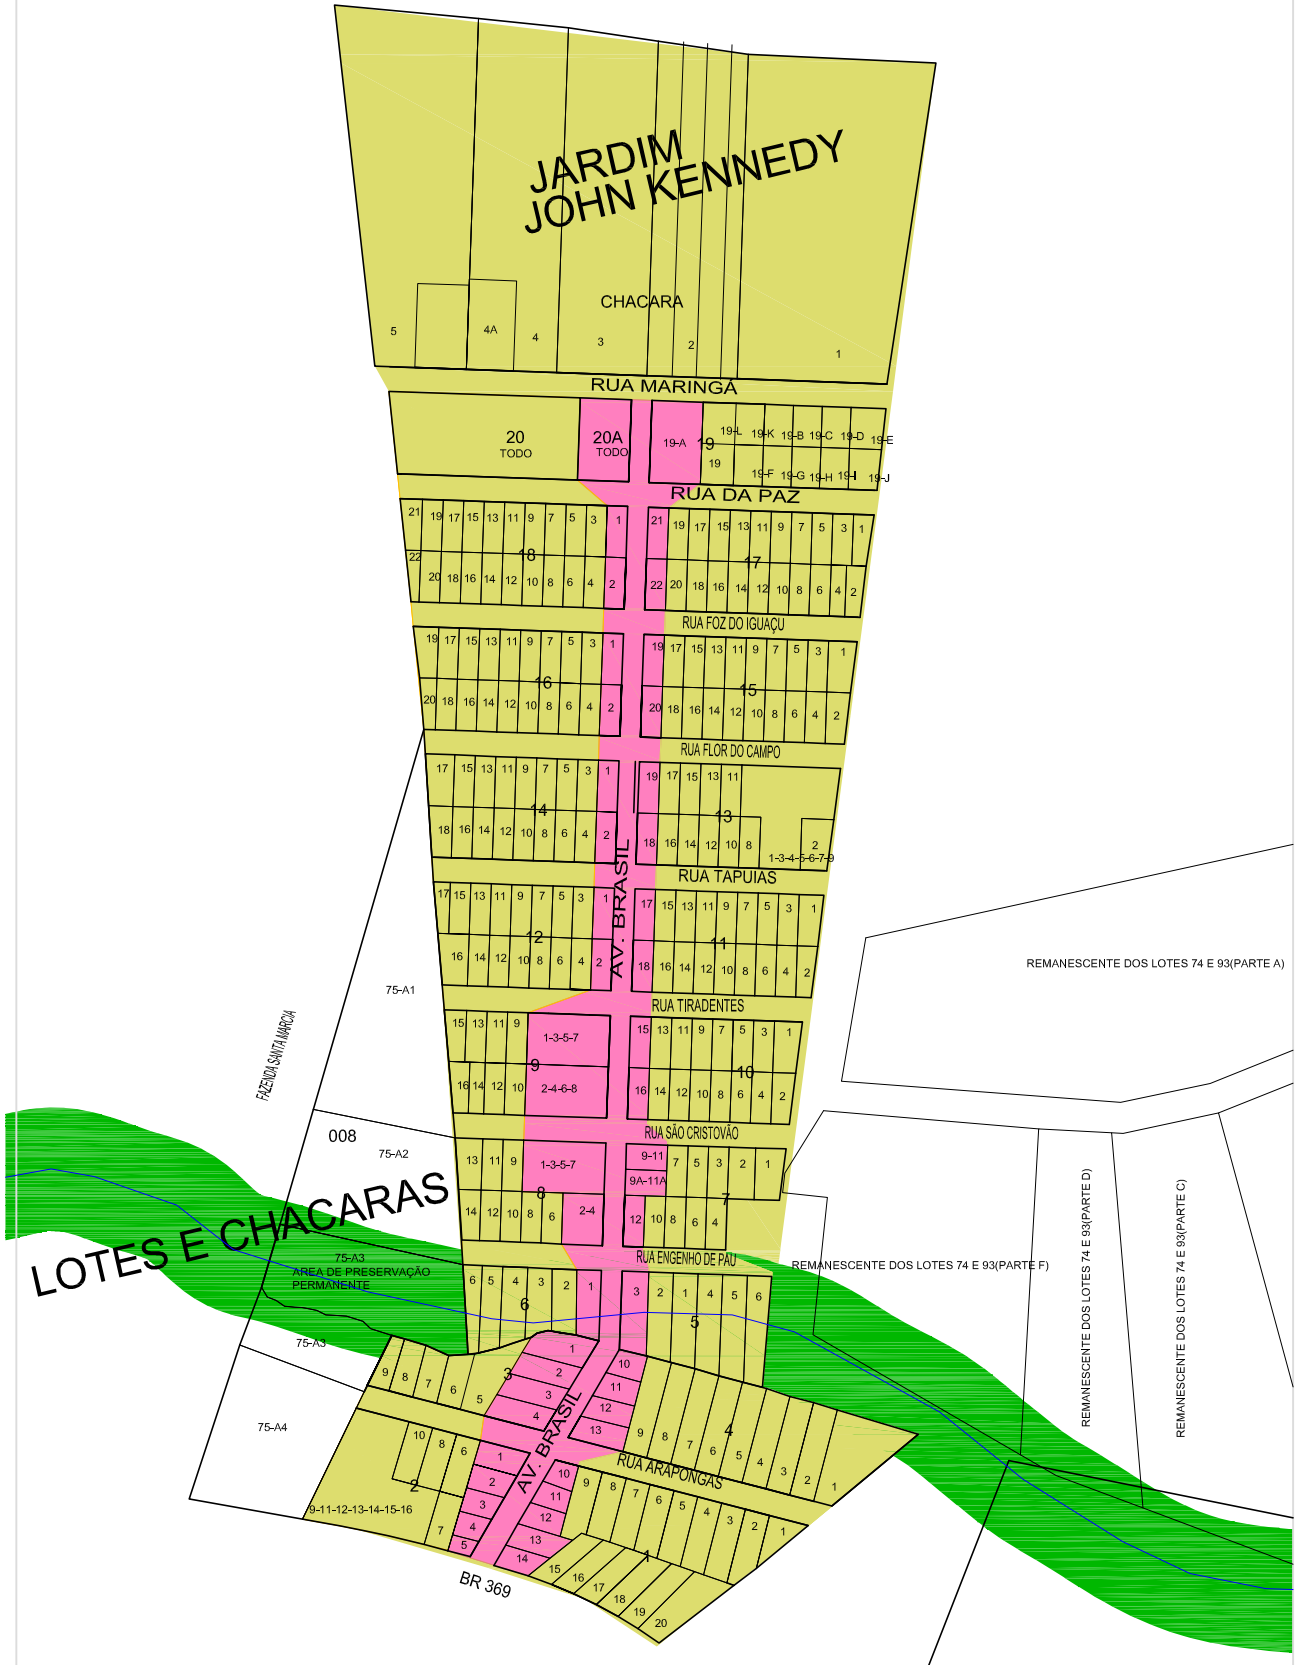 JARDIM
JOHN KENNEDY
CHACARA
5
4A
4
3
2
1
RUA MARINGÁ
20
TODO
20A
TODO
19-A
19
19-L
19-K
19-B
19-C
19-D
19-E
19
19-F
19-G
19-H
19-I
19-J
RUA DA PAZ
21 19 17 15 13 11 9 7 5 3 1
18
22 20 18 16 14 12 10 8 6 4 2
21 19 17 15 13 11 9 7 5 3 1
17
22 20 18 16 14 12 10 8 6 4 2
RUA FOZ DO IGUAÇU
19 17 15 13 11 9 7 5 3 1
16
20 18 16 14 12 10 8 6 4 2
19 17 15 13 11 9 7 5 3 1
15
20 18 16 14 12 10 8 6 4 2
RUA FLOR DO CAMPO
17 15 13 11 9 7 5 3 1
14
18 16 14 12 10 8 6 4 2
19 17 15 13 11
13
18 16 14 12 10 8
2
1-3-4-5-6-7-9
AV. BRASIL
RUA TAPUIAS
17 15 13 11 9 7 5 3 1
12
16 14 12 10 8 6 4 2
17 15 13 11 9 7 5 3 1
11
18 16 14 12 10 8 6 4 2
RUA TIRADENTES
15 13 11 9
1-3-5-7
9
16 14 12 10
2-4-6-8
15 13 11 9 7 5 3 1
10
16 14 12 10 8 6 4 2
RUA SÃO CRISTOVÃO
13 11 9
1-3-5-7
8
14 12 10 8 6
2-4
9-11
9A-11A
7 5 3 2 1
7
12 10 8 6 4
RUA ENGENHO DE PAU
6 5 4 3 2 1
6
3 2 1 4 5 6
5
75-A1
FAZENDA SANTA MARCIA
008
75-A2
LOTES E CHACARAS
75-A3
AREA DE PRESERVAÇÃO
PERMANENTE
75-A3
75-A4
REMANESCENTE DOS LOTES 74 E 93(PARTE A)
REMANESCENTE DOS LOTES 74 E 93(PARTE F)
REMANESCENTE DOS LOTES 74 E 93(PARTE D)
REMANESCENTE DOS LOTES 74 E 93(PARTE C)
9 8 7 6 5
3
1
2
3
4
10
11
12
13
9 8 7 6 5 4 3 2 1
4
AV. BRASIL
RUA ARAPONGAS
10 8 6
2
9-11-12-13-14-15-16
7
1
2
3
4
5
10
11
12
13
14
9 8 7 6 5 4 3 2 1
1
15 16 17 18 19 20
BR 369